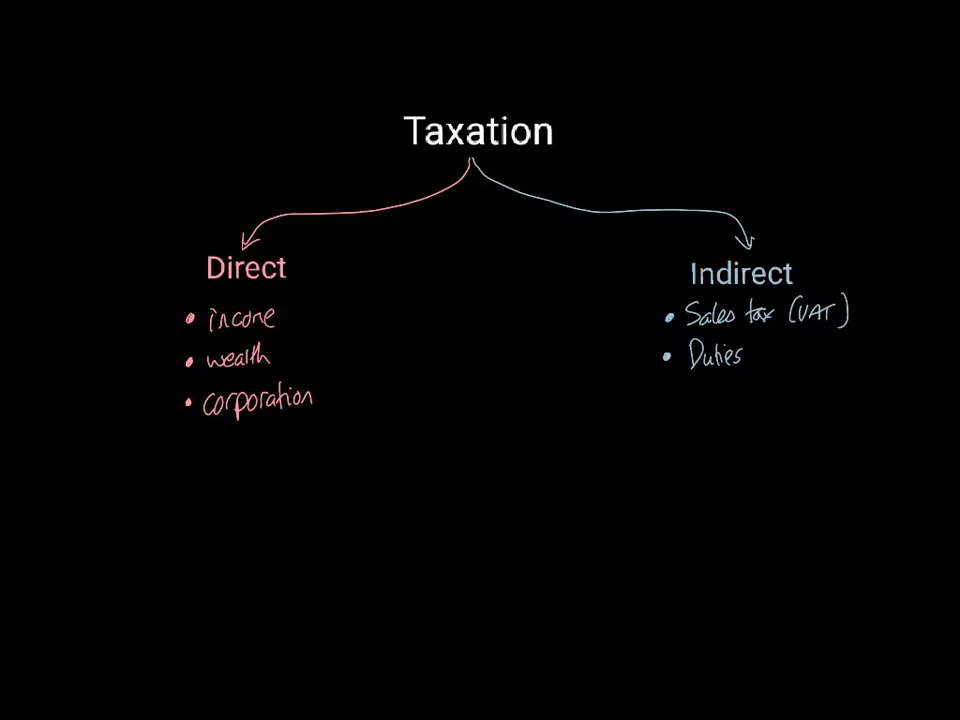 Taxation
Direct
• income
• wealth
• corporation
Indirect
• Sales tax (VAT)
• Duties